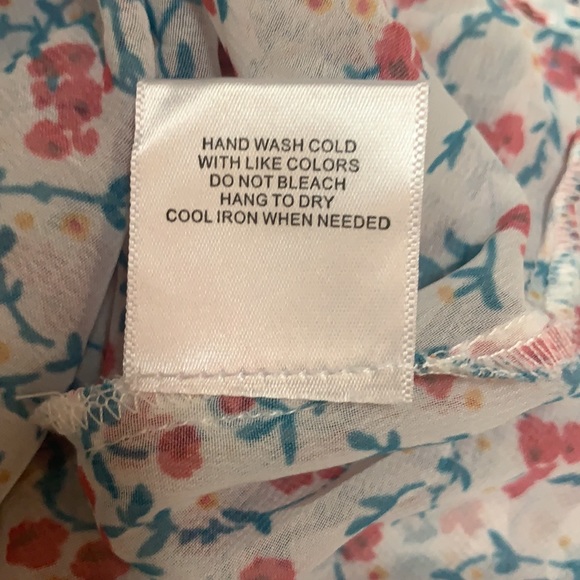 HAND WASH COLD
WITH LIKE COLORS
DO NOT BLEACH
HANG TO DRY
COOL IRON WHEN NEEDED